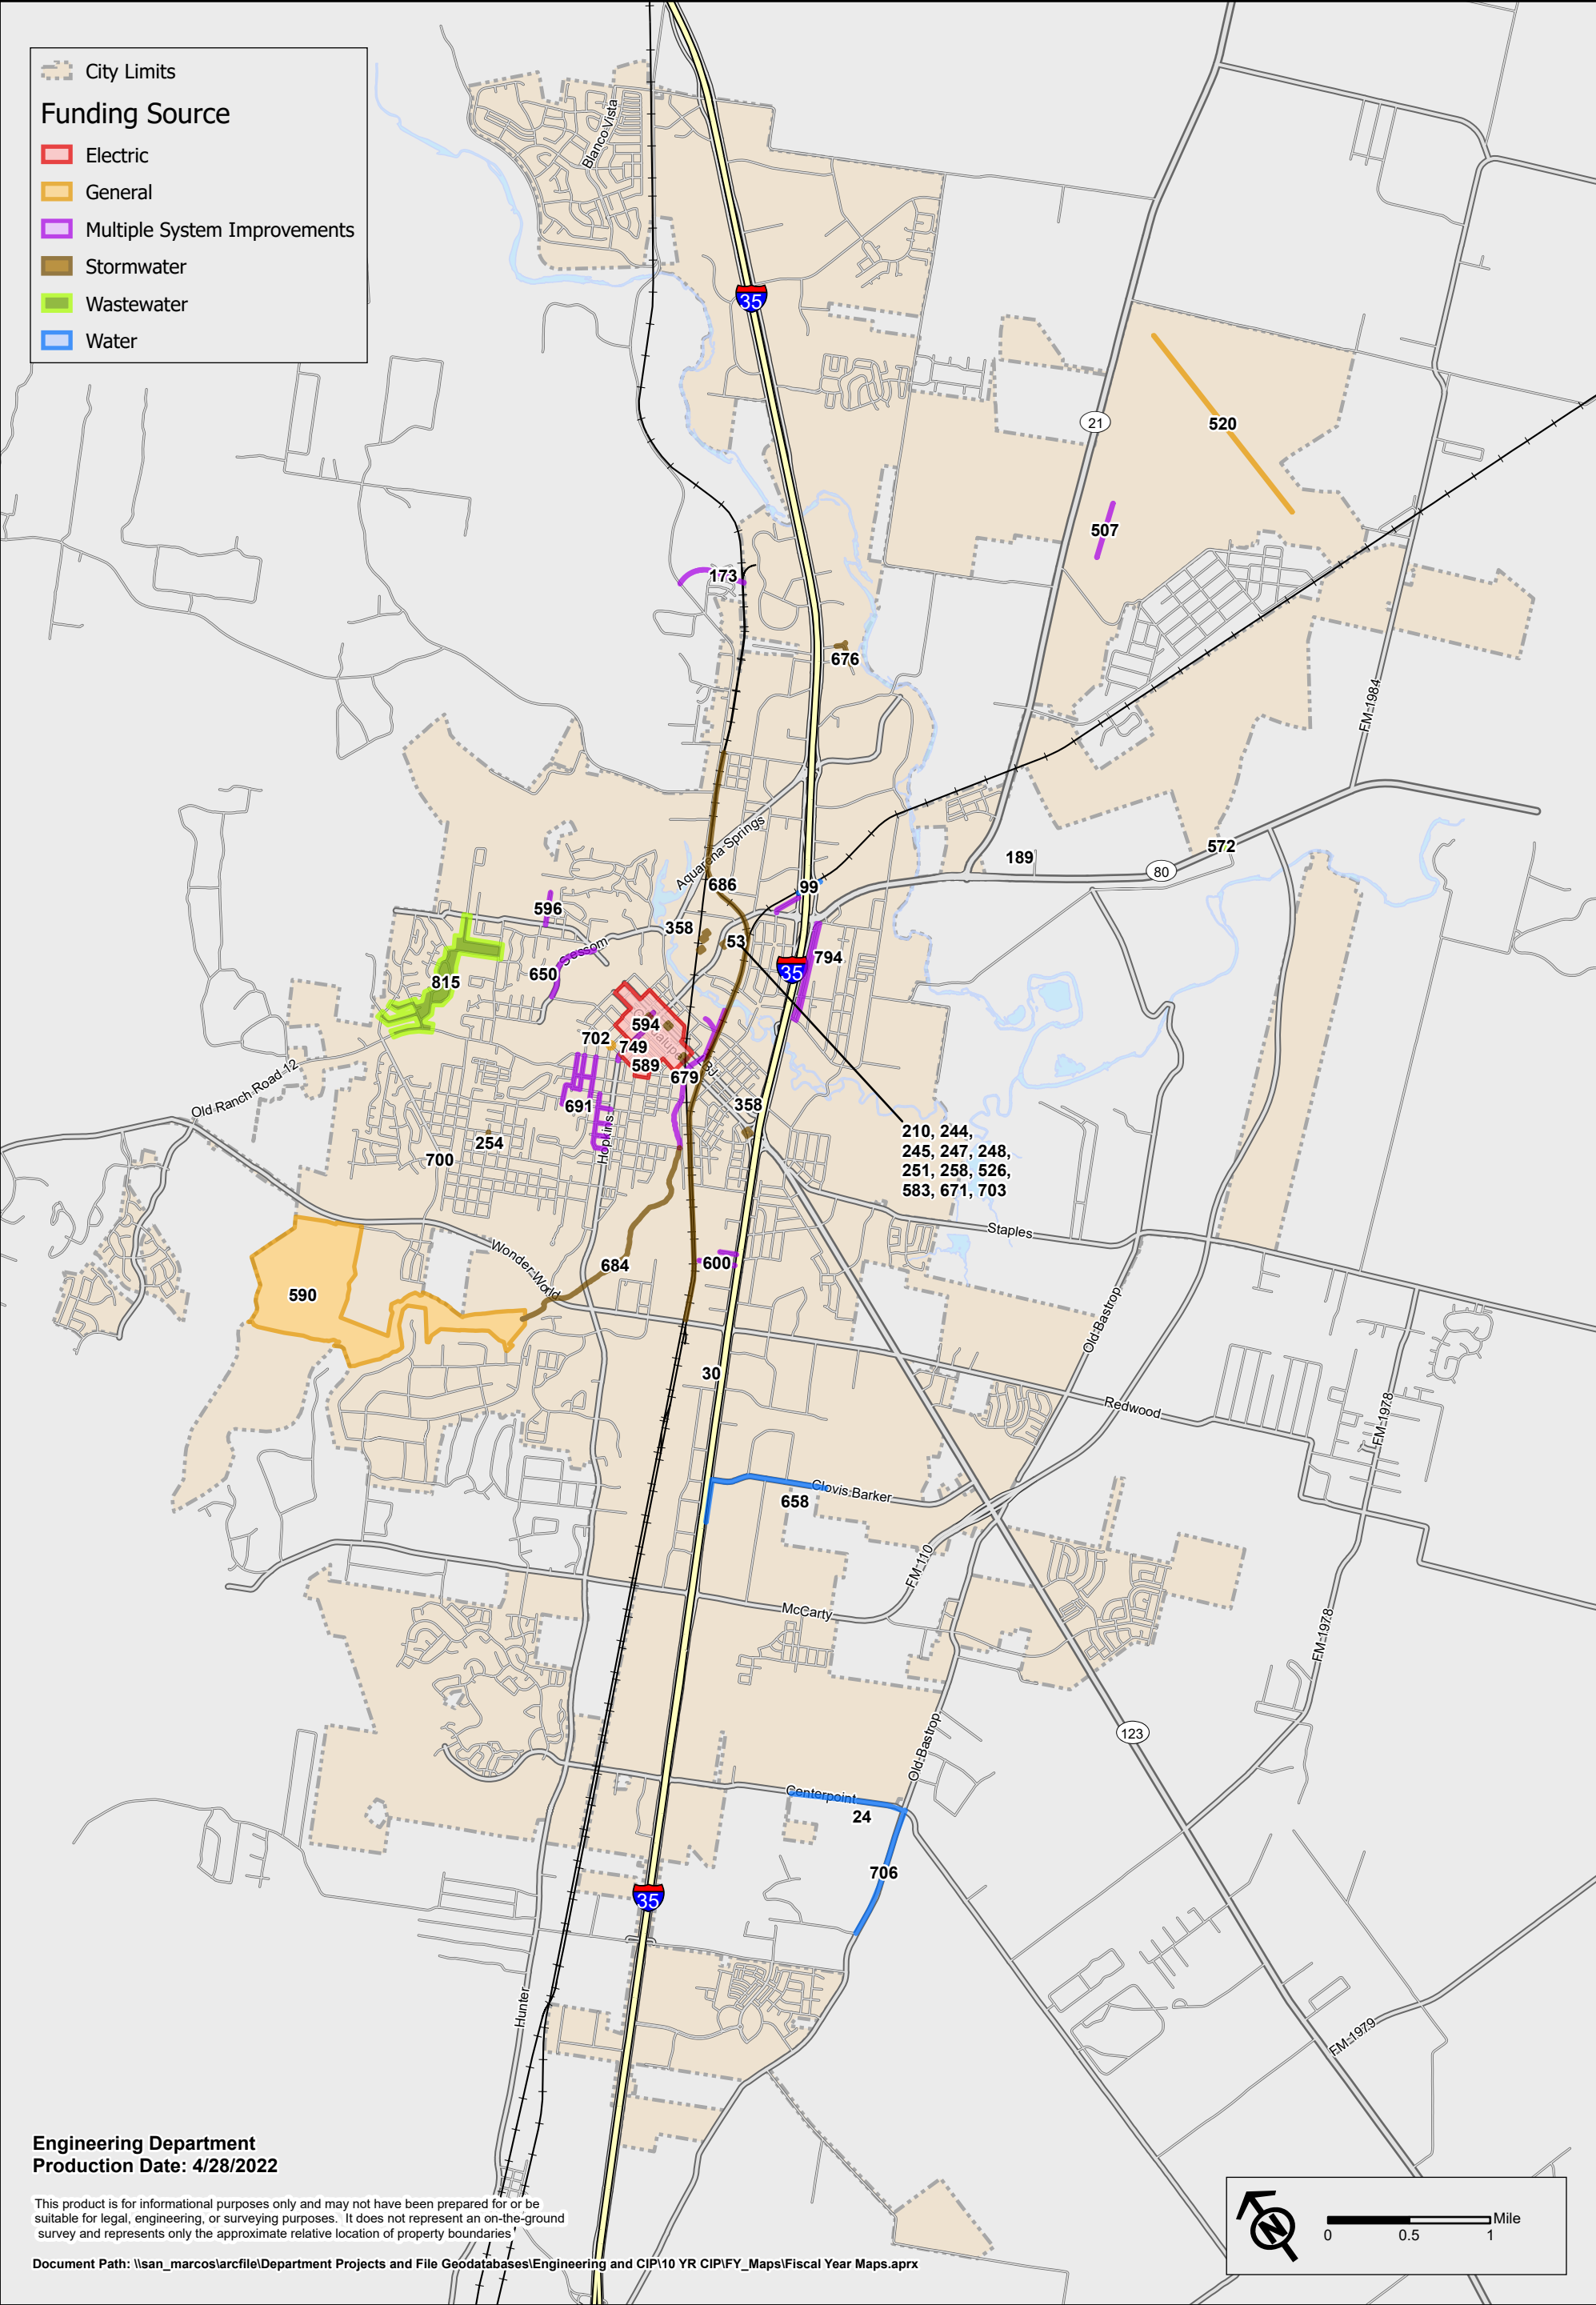 City Limits
Funding Source
Electric
General
Multiple System Improvements
Stormwater
Wastewater
Water
Blanco Vista
35
21
520
507
173
676
FM 1984
Aquarena Springs
572
189
80
686
99
596
358
53
Sessom
794
35
650
815
594
702
749
Guadalupe
589
679
Rd
Old Ranch Road 12
691
358
Hopkins
254
700
210, 244,
245, 247, 248,
251, 258, 526,
583, 671, 703
Staples
Wonder World
684
600
590
Old Bastrop
30
Redwood
FM 1978
Clovis Barker
658
FM 110
McCarty
FM 1978
123
Old Bastrop
Centerpoint
24
706
35
Hunter
FM 1979
Engineering Department
Production Date: 4/28/2022
This product is for informational purposes only and may not have been prepared for or be
suitable for legal, engineering, or surveying purposes. It does not represent an on-the-ground
survey and represents only the approximate relative location of property boundaries
Document Path: \\san_marcos\arcfile\Department Projects and File Geodatabases\Engineering and CIP\10 YR CIP\FY_Maps\Fiscal Year Maps.aprx
N
Mile
0 0.5 1